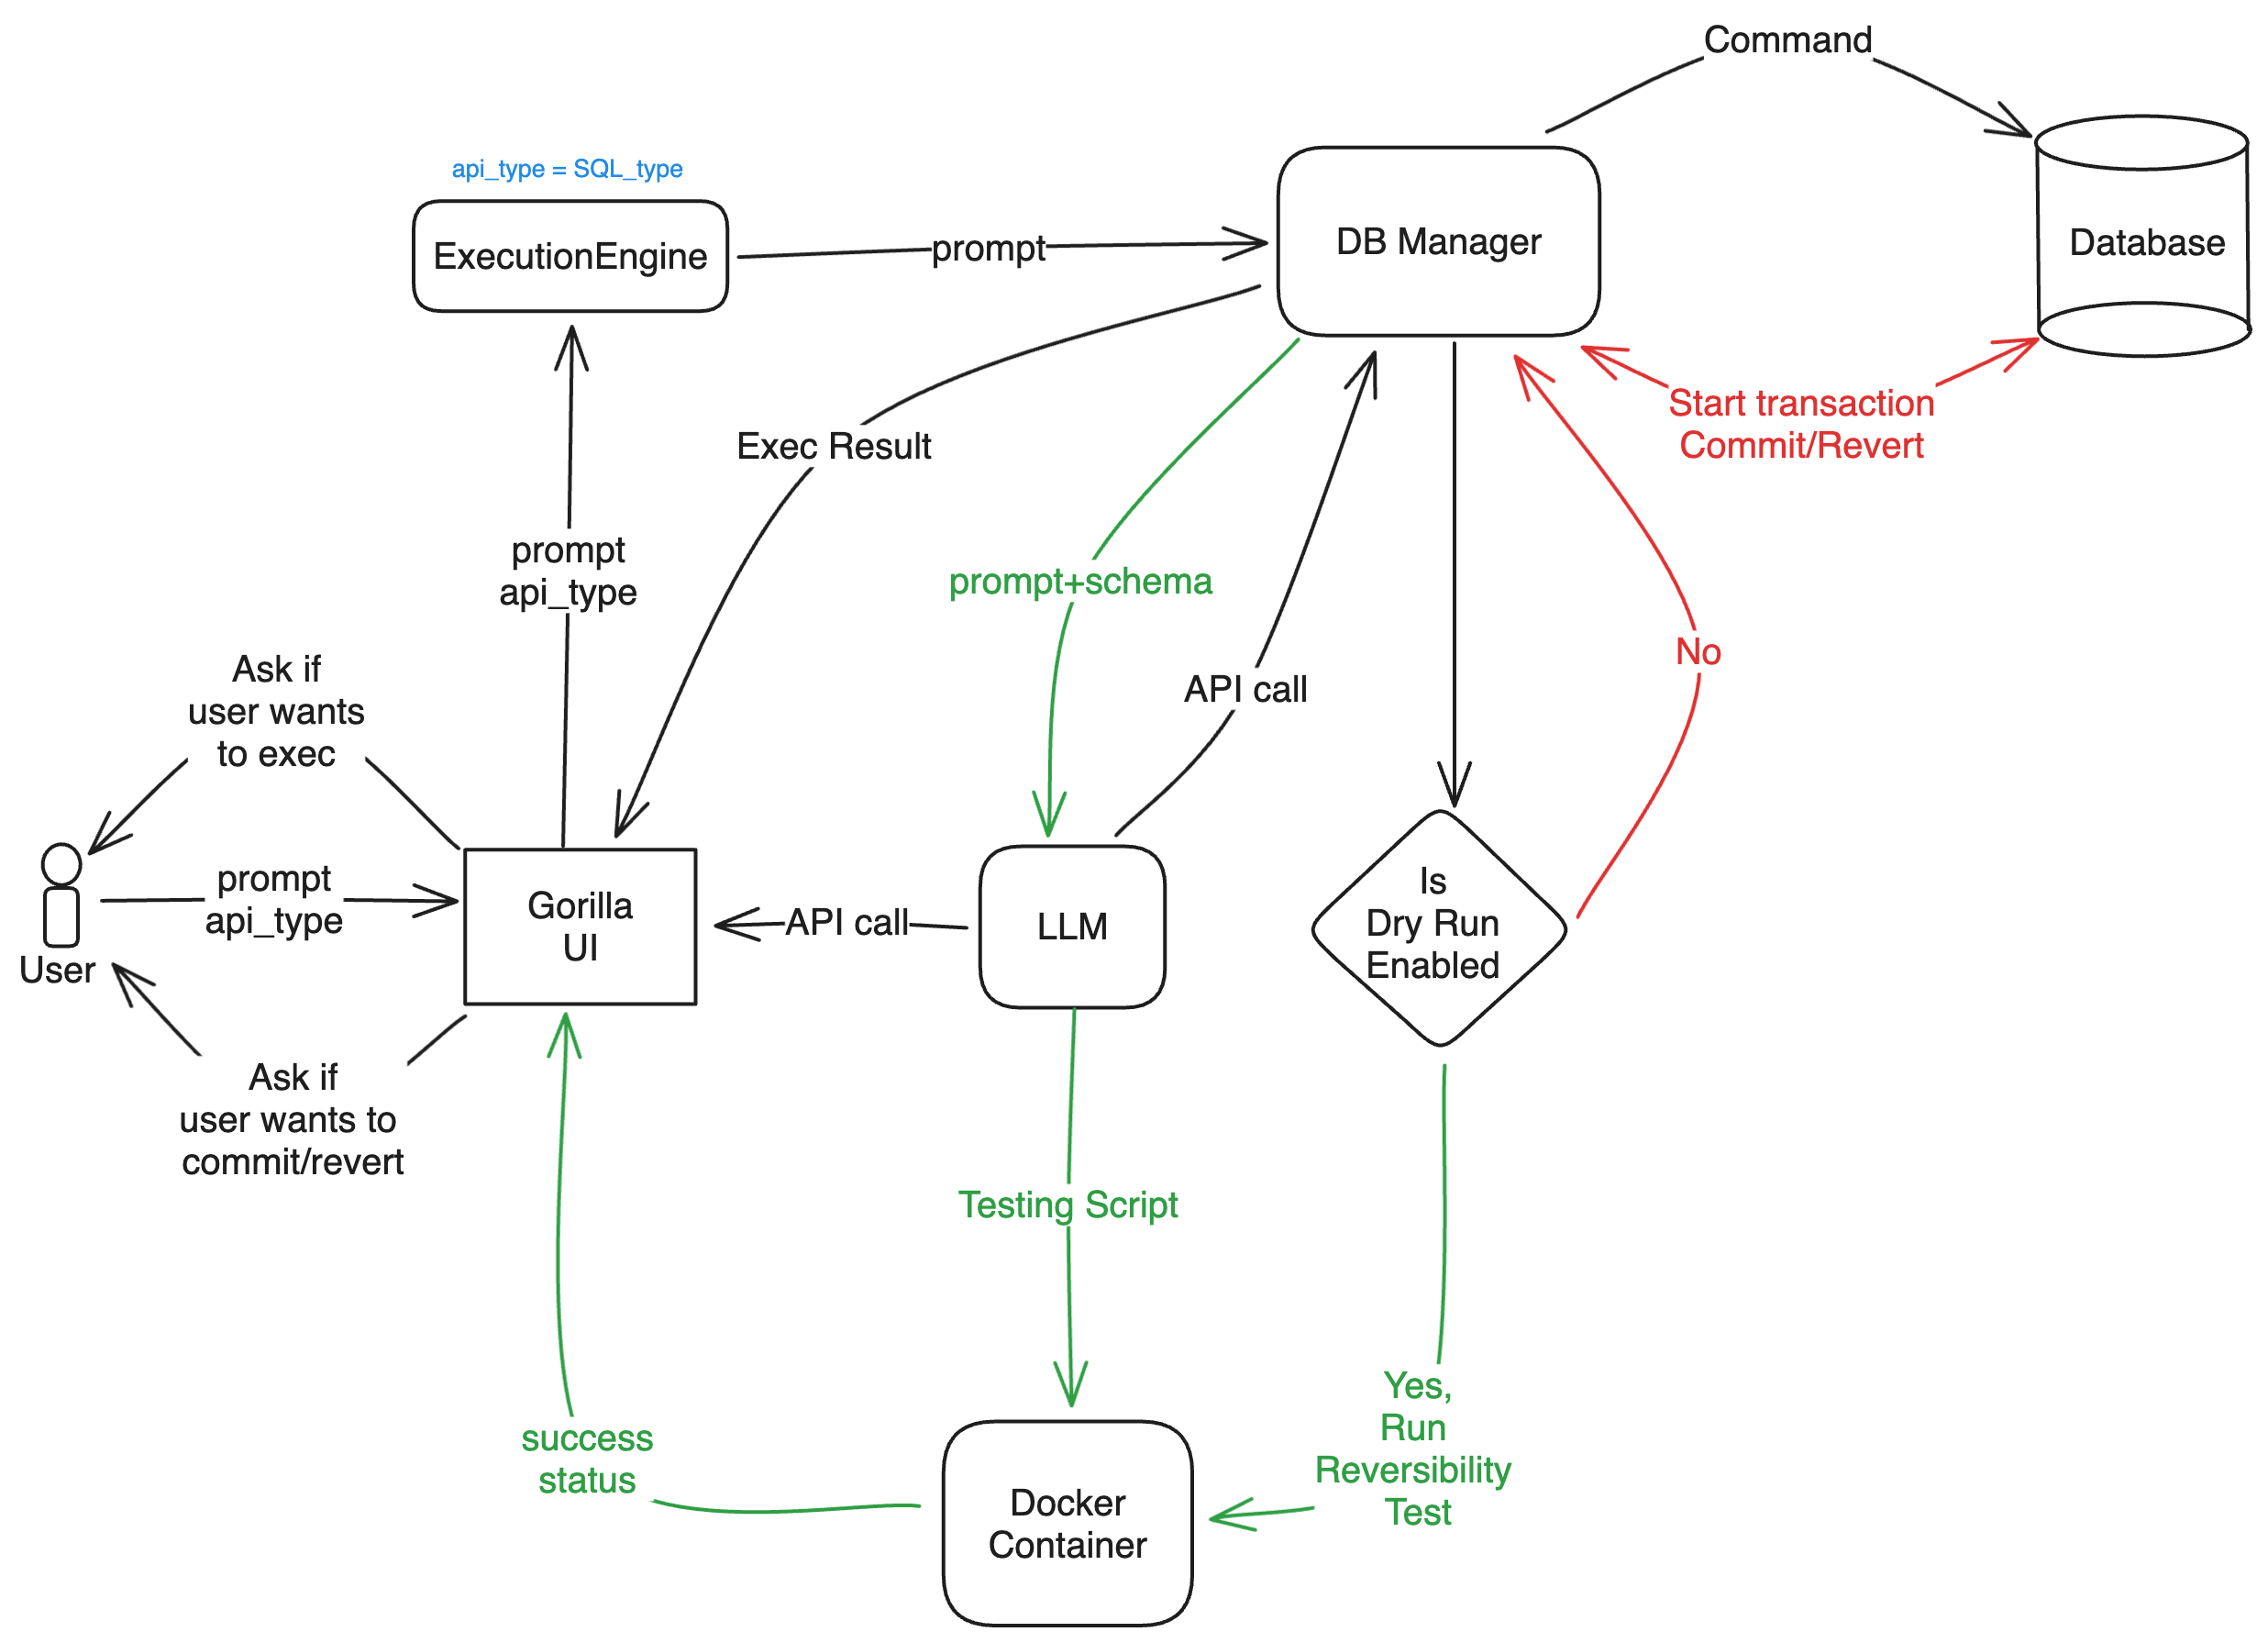 Command
api_type = SQL_type
ExecutionEngine
prompt
DB Manager
Database
Start transaction
Commit/Revert
Exec Result
prompt
api_type
prompt+schema
No
API call
Ask if
user wants
to exec
prompt
api_type
User
Gorilla
UI
API call
LLM
Is
Dry Run
Enabled
Ask if
user wants to
commit/revert
Testing Script
Yes,
Run
Reversibility
Test
success
status
Docker
Container